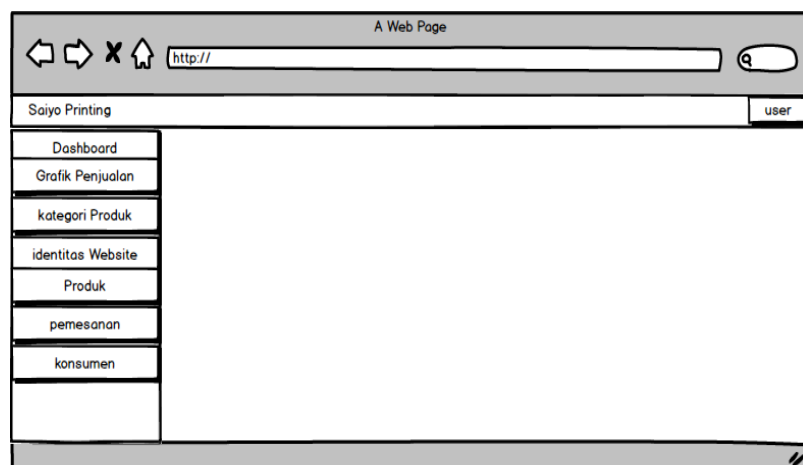 A Web Page
http://
Saiyo Printing
user
Dashboard
Grafik Penjualan
kategori Produk
identitas Website
Produk
pemesanan
konsumen